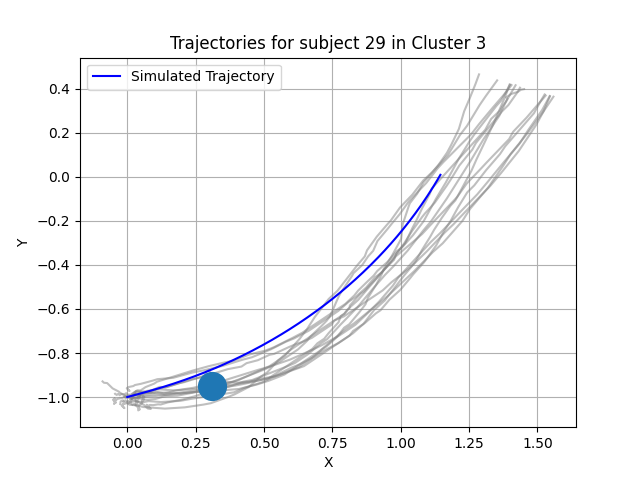 Trajectories for subject 29 in Cluster 3
Simulated Trajectory
0.4
0.2
0.0
−0.2
−0.4
−0.6
−0.8
−1.0
Y
0.00 0.25 0.50 0.75 1.00 1.25 1.50
X